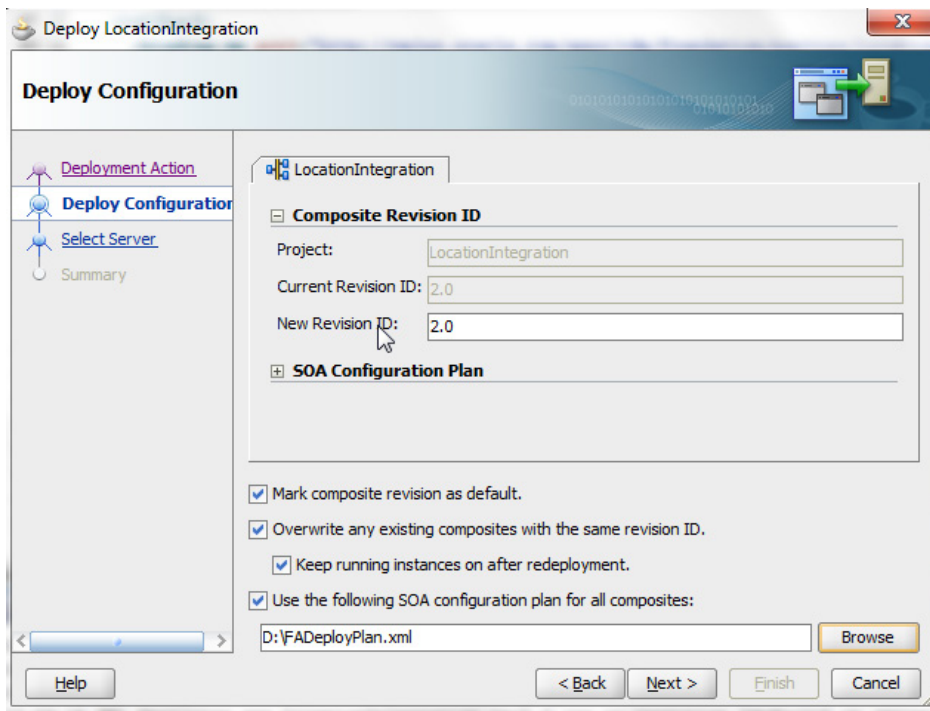 Deploy LocationIntegration
Deploy Configuration
Deployment Action
Deploy Configuration
Select Server
Summary
LocationIntegration
Composite Revision ID
Project: LocationIntegration
Current Revision ID: 2.0
New Revision ID: 2.0
SOA Configuration Plan
Mark composite revision as default.
Overwrite any existing composites with the same revision ID.
Keep running instances on after redeployment.
Use the following SOA configuration plan for all composites:
D:\FADeployPlan.xml Browse
Help < Back Next > Finish Cancel